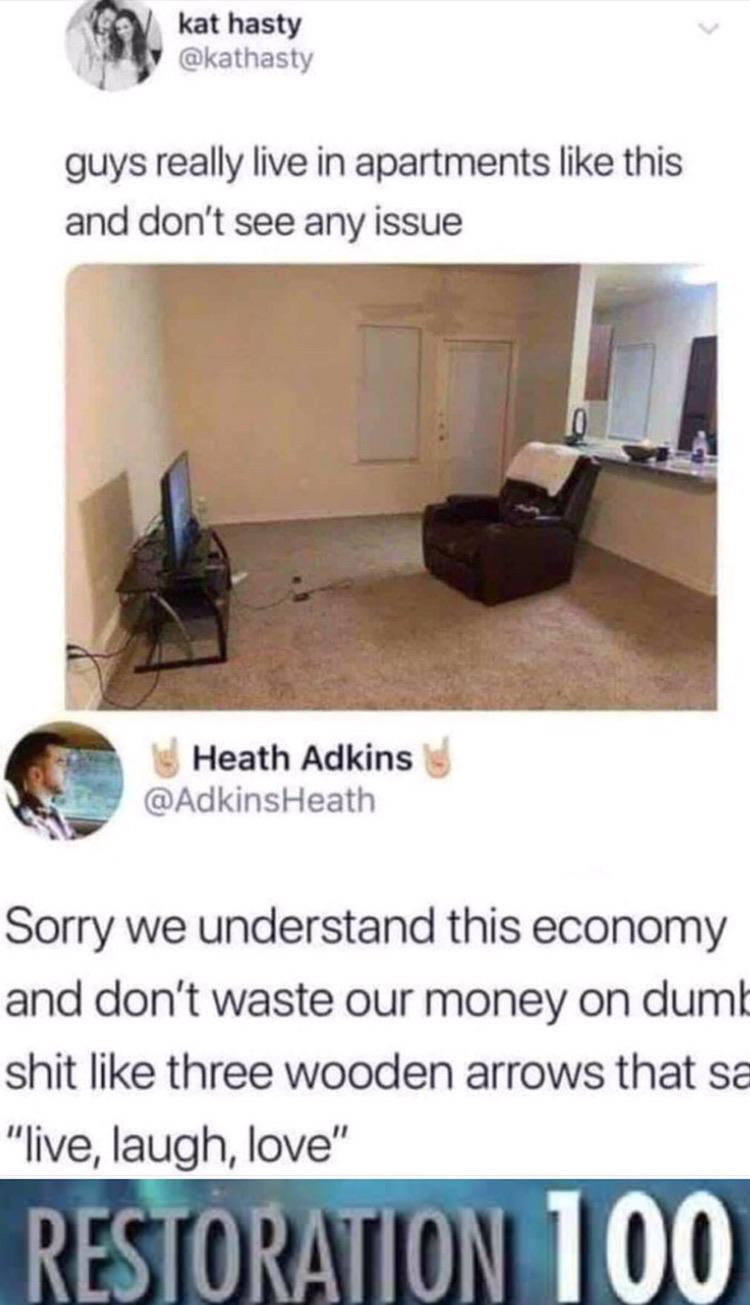 kat hasty
@kathasty
guys really live in apartments like this
and don't see any issue
🤘🏼 Heath Adkins 🤘🏼
@AdkinsHeath
Sorry we understand this economy
and don't waste our money on dumb
shit like three wooden arrows that sa
"live, laugh, love"
RESTORATION 100